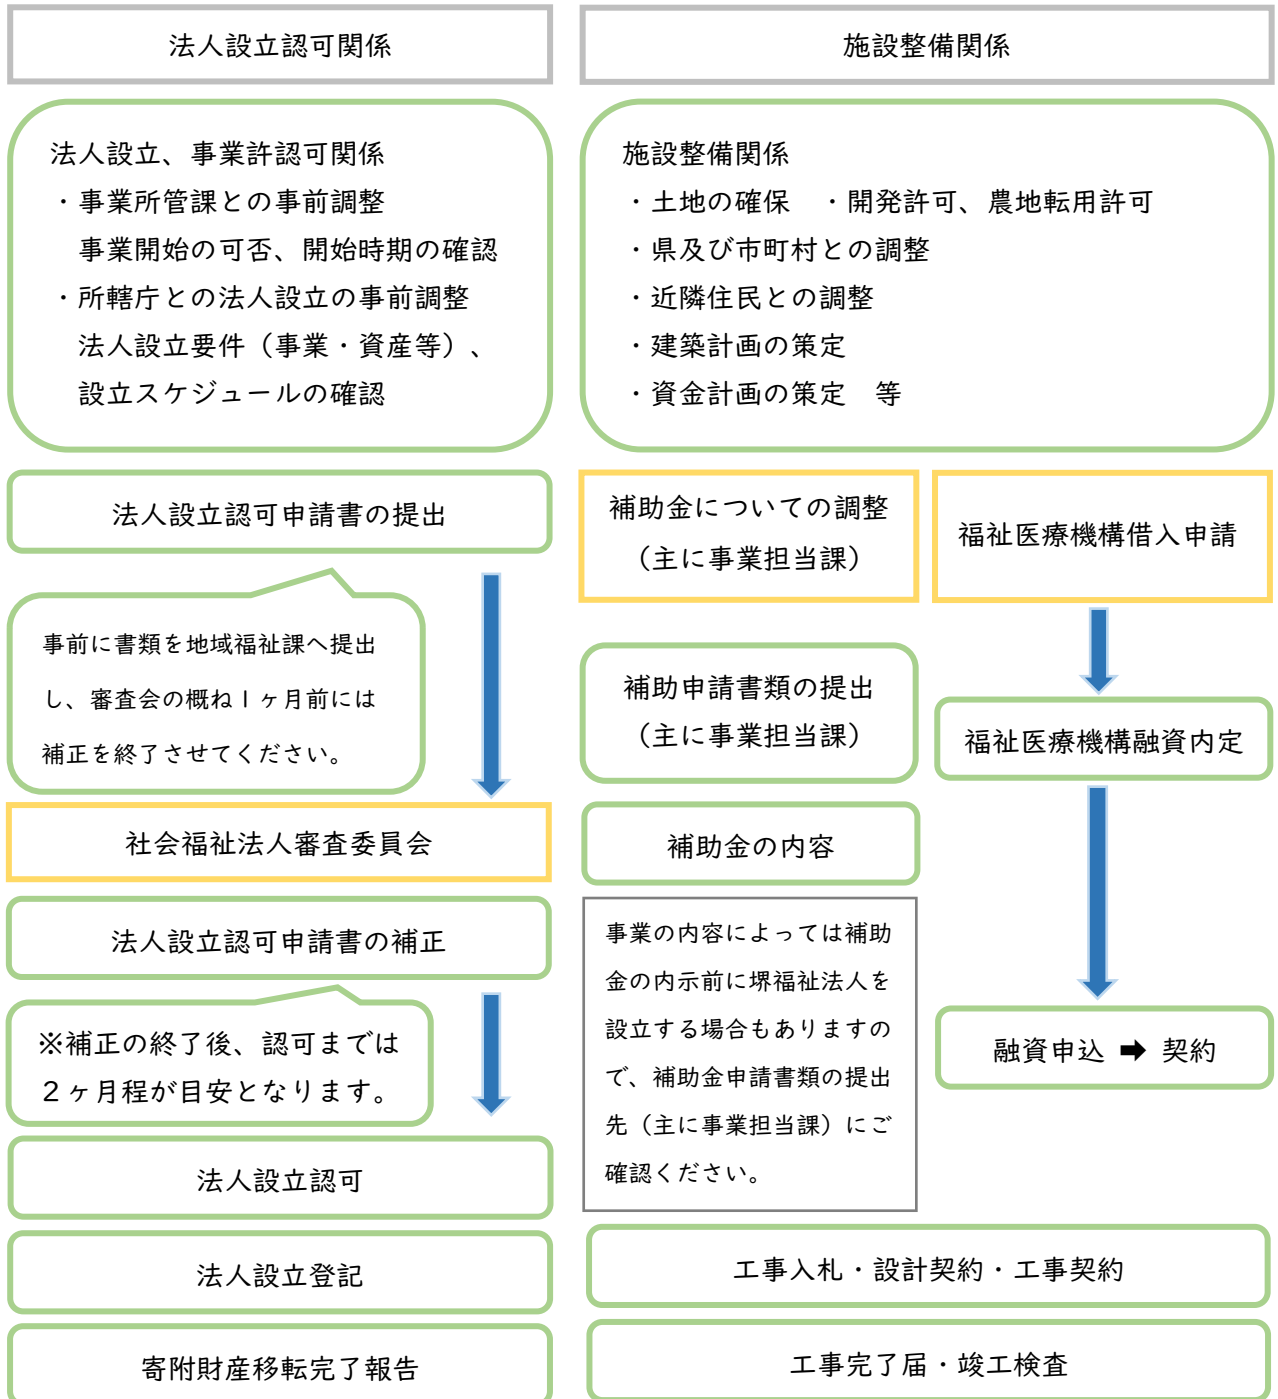 法人設立認可関係
施設整備関係
法人設立、事業許認可関係
・事業所管課との事前調整
事業開始の可否、開始時期の確認
・所轄庁との法人設立の事前調整
法人設立要件（事業・資産等）、
設立スケジュールの確認
施設整備関係
・土地の確保　・開発許可、農地転用許可
・県及び市町村との調整
・近隣住民との調整
・建築計画の策定
・資金計画の策定　等
法人設立認可申請書の提出
事前に書類を地域福祉課へ提出
し、審査会の概ね１ヶ月前には
補正を終了させてください。
社会福祉法人審査委員会
法人設立認可申請書の補正
※補正の終了後、認可までは
２ヶ月程が目安となります。
法人設立認可
法人設立登記
寄附財産移転完了報告
補助金についての調整
（主に事業担当課）
補助申請書類の提出
（主に事業担当課）
補助金の内容
事業の内容によっては補助
金の内示前に堺福祉法人を
設立する場合もありますの
で、補助金申請書類の提出
先（主に事業担当課）にご
確認ください。
福祉医療機構借入申請
福祉医療機構融資内定
融資申込 ➡ 契約
工事入札・設計契約・工事契約
工事完了届・竣工検査